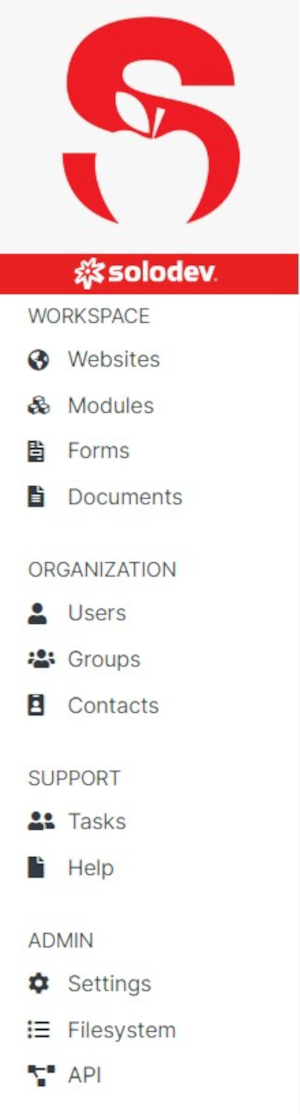 solodev.
WORKSPACE
Websites
Modules
Forms
Documents
ORGANIZATION
Users
Groups
Contacts
SUPPORT
Tasks
Help
ADMIN
Settings
Filesystem
API